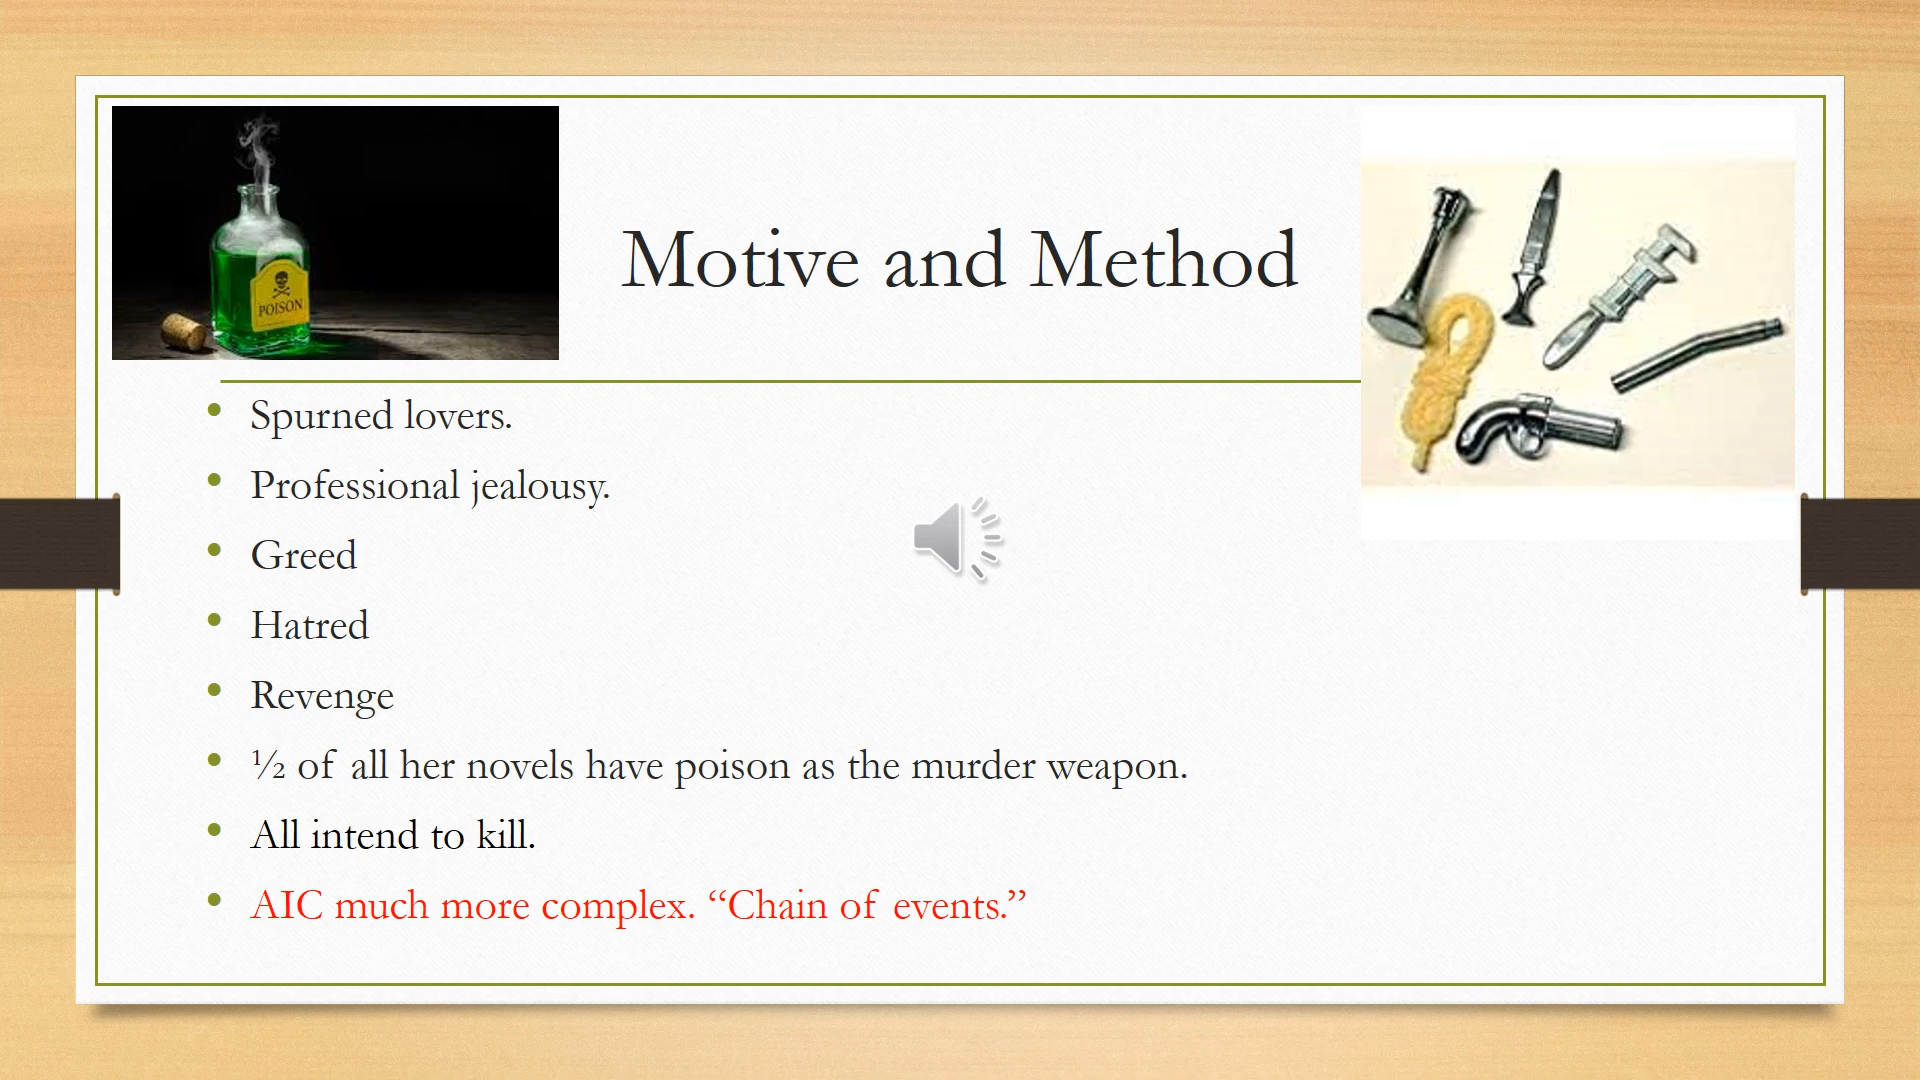 POISON
Motive and Method
• Spurned lovers.
• Professional jealousy.
• Greed
• Hatred
• Revenge
• ½ of all her novels have poison as the murder weapon.
• All intend to kill.
• AIC much more complex. “Chain of events.”